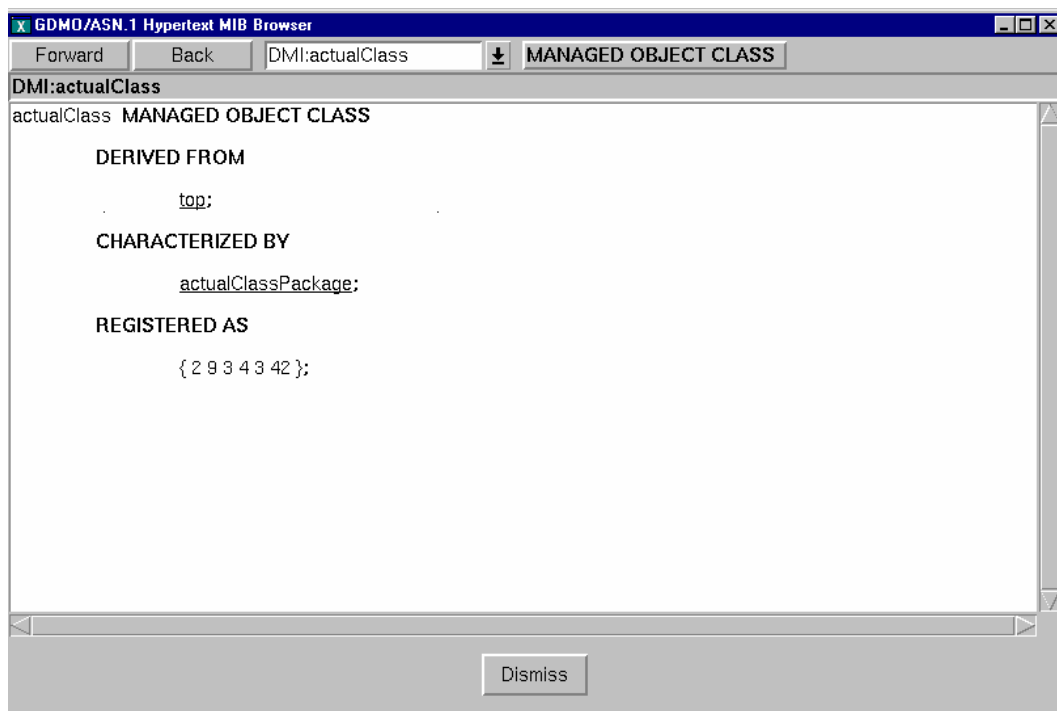 X GDMO/ASN.1 Hypertext MIB Browser
Forward Back DMI:actualClass MANAGED OBJECT CLASS
DMI:actualClass
actualClass MANAGED OBJECT CLASS
DERIVED FROM
top;
CHARACTERIZED BY
actualClassPackage;
REGISTERED AS
{ 2 9 3 4 3 42 };
Dismiss